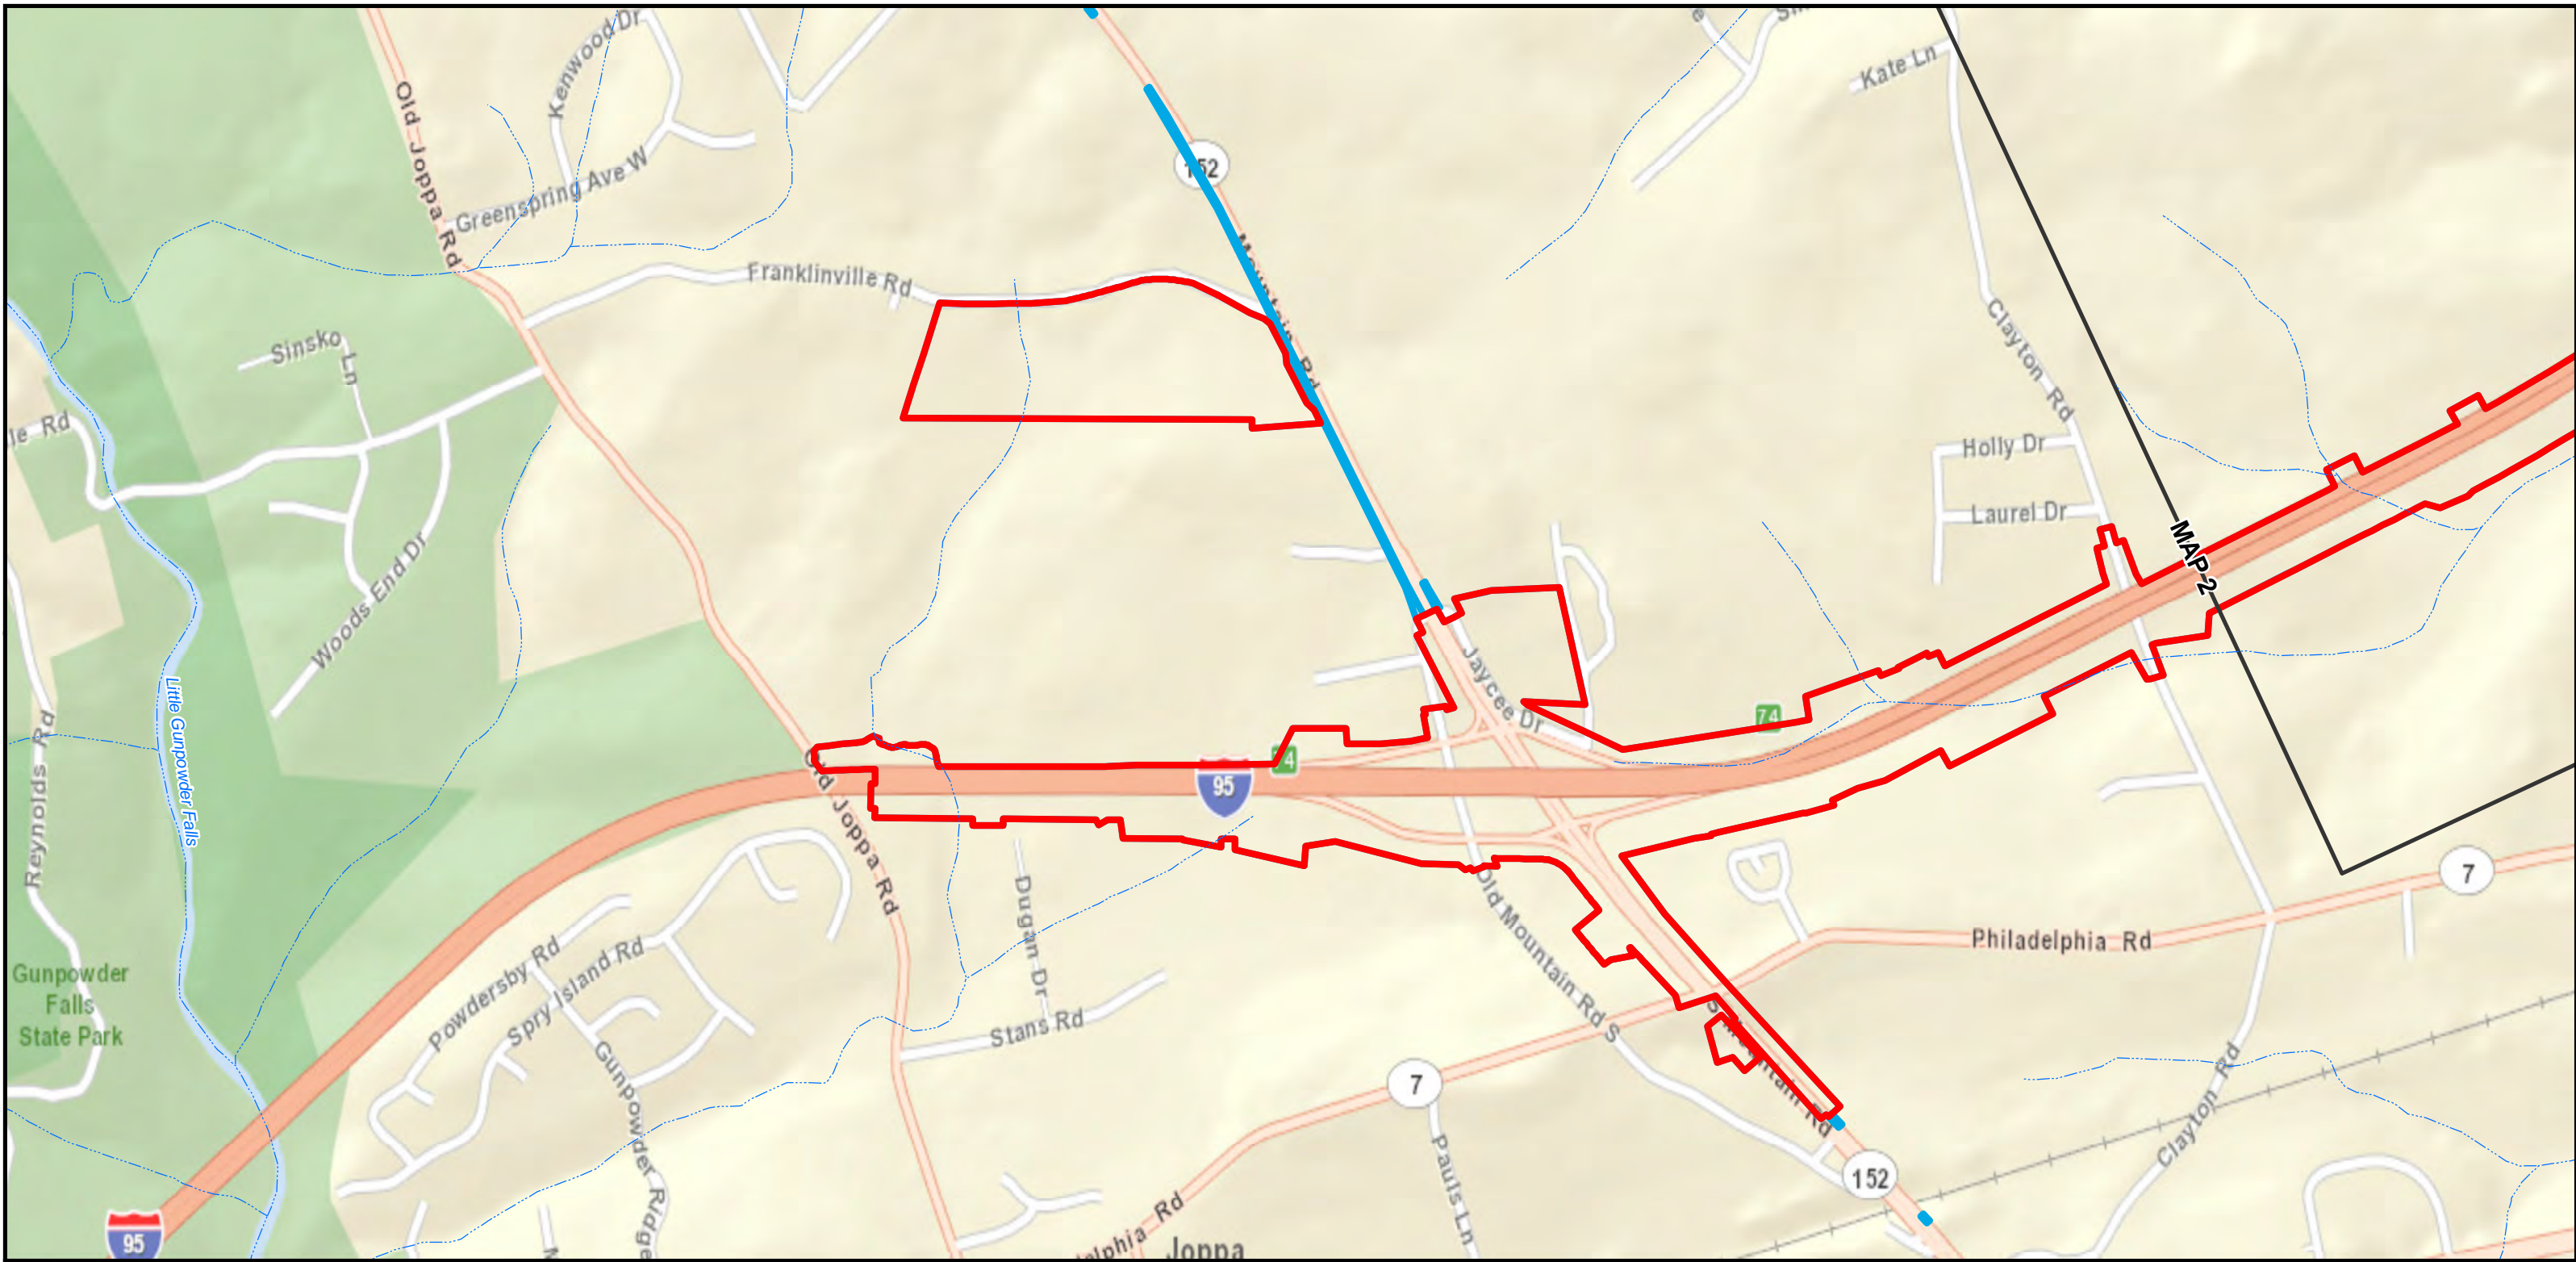 Kenwood Dr
Kate Ln
Old Joppa Rd
Greenspring Ave W
152
Mountain Rd
Franklinville Rd
Clayton Rd
Sinsko Ln
Holly Dr
Laurel Dr
le Rd
MAP 2
Woods End Dr
Jaycee Dr
Little Gunpowder Falls
Reynolds Rd
74
95
Old Joppa Rd
7
Dugan Dr
Old Mountain Rd S
Philadelphia Rd
Gunpowder
Falls
State Park
Powdersby Rd
Spry Island Rd
Stans Rd
Gunpowder Ridge
7
Pauls Ln
Clayton Rd
152
95
elphia Rd
Joppa